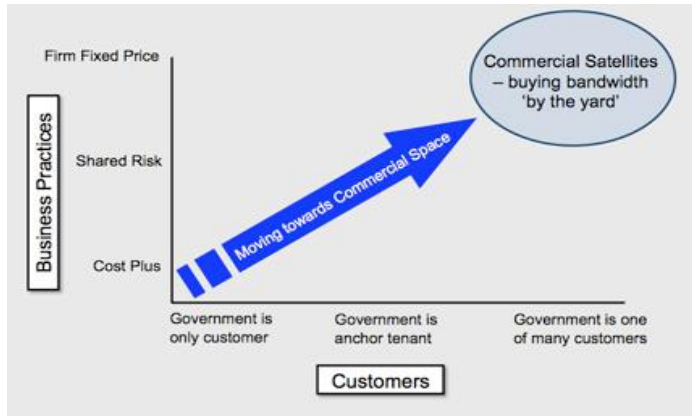 Firm Fixed Price
Commercial Satellites
– buying bandwidth
‘by the yard’
Business Practices
Shared Risk
Moving towards Commercial Space
Cost Plus
Government is
only customer
Government is
anchor tenant
Government is one
of many customers
Customers